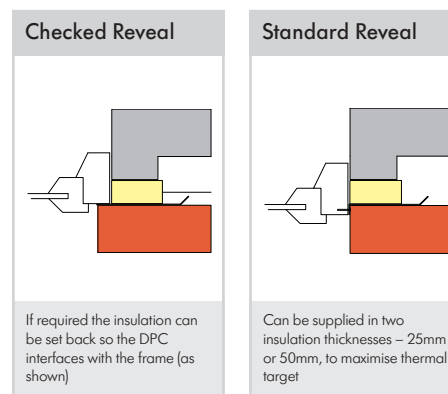 Checked Reveal
If required the insulation can
be set back so the DPC
interfaces with the frame (as
shown)
Standard Reveal
Can be supplied in two
insulation thicknesses – 25mm
or 50mm, to maximise thermal
target